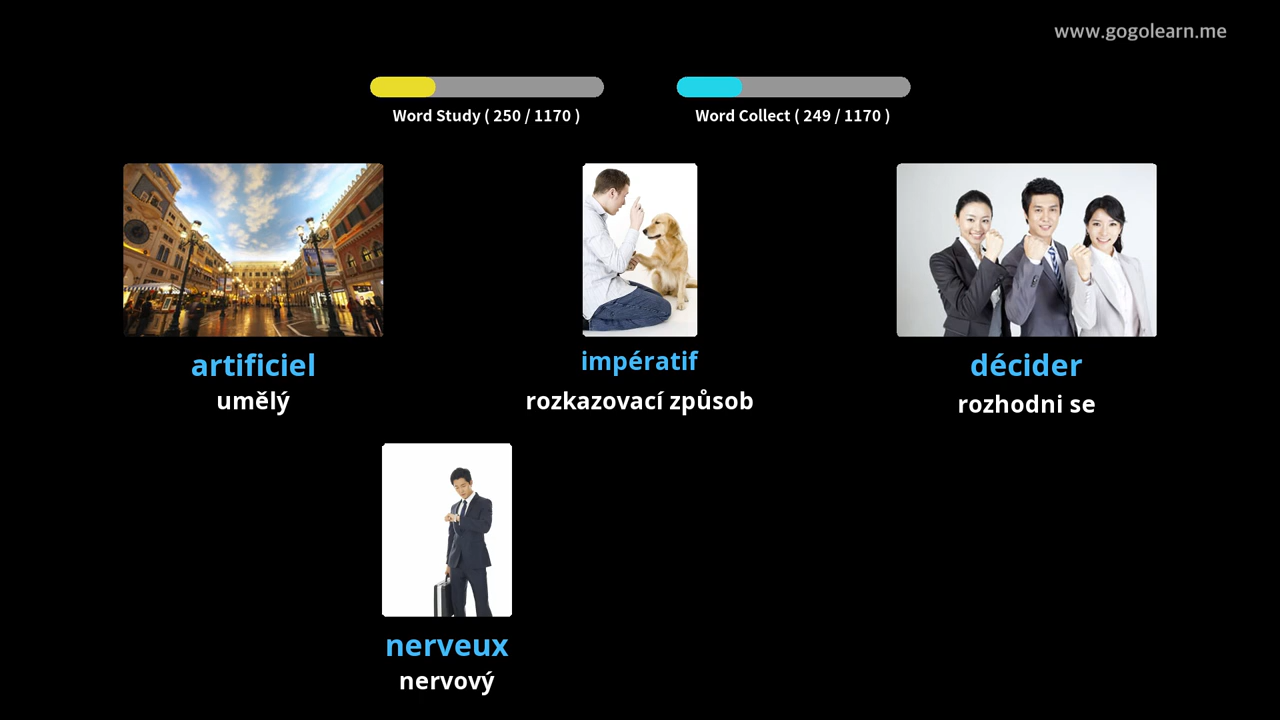 www.gogolearn.me
Word Study ( 250 / 1170 )
Word Collect ( 249 / 1170 )
artificiel
umělý
impératif
rozkazovací způsob
décider
rozhodni se
nerveux
nervový